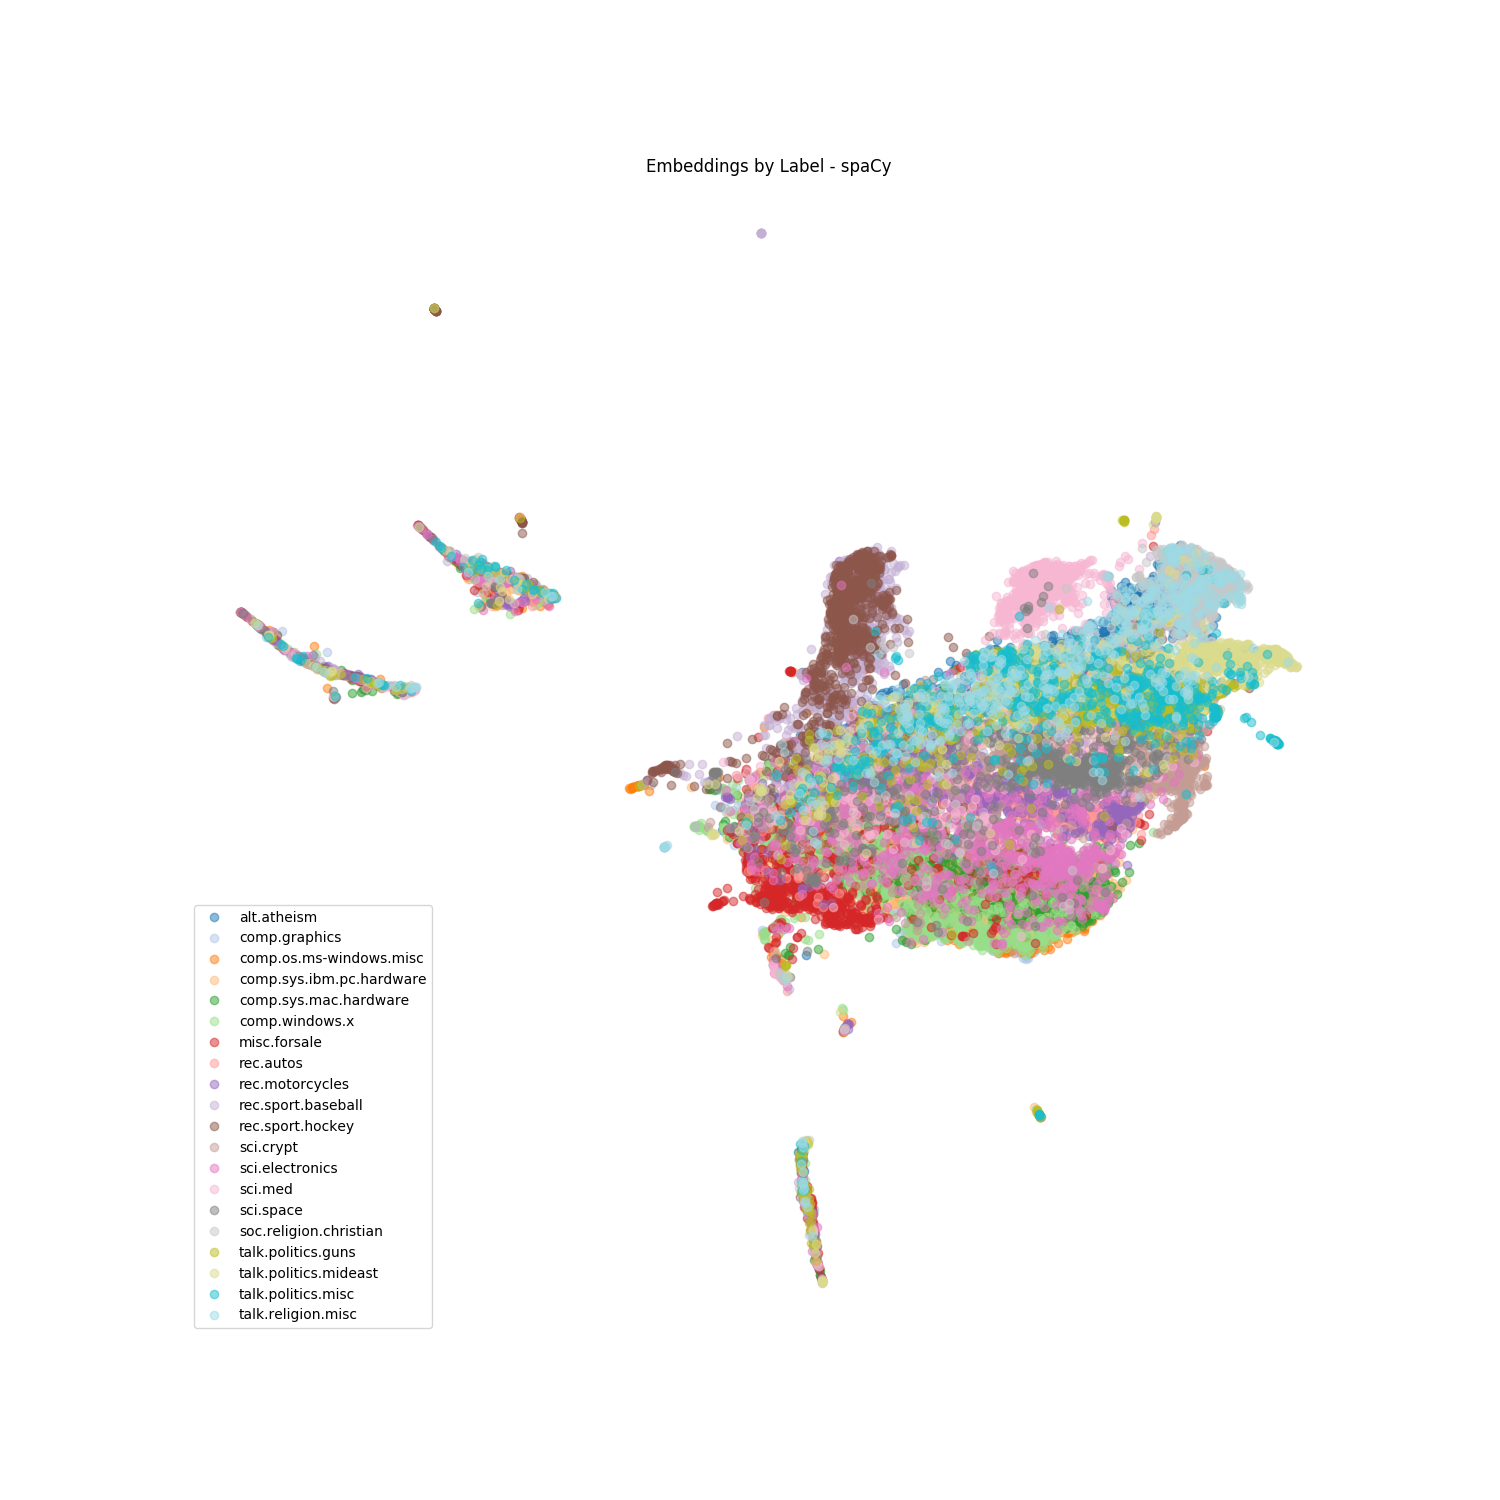 Embeddings by Label - spaCy
alt.atheism
comp.graphics
comp.os.ms-windows.misc
comp.sys.ibm.pc.hardware
comp.sys.mac.hardware
comp.windows.x
misc.forsale
rec.autos
rec.motorcycles
rec.sport.baseball
rec.sport.hockey
sci.crypt
sci.electronics
sci.med
sci.space
soc.religion.christian
talk.politics.guns
talk.politics.mideast
talk.politics.misc
talk.religion.misc